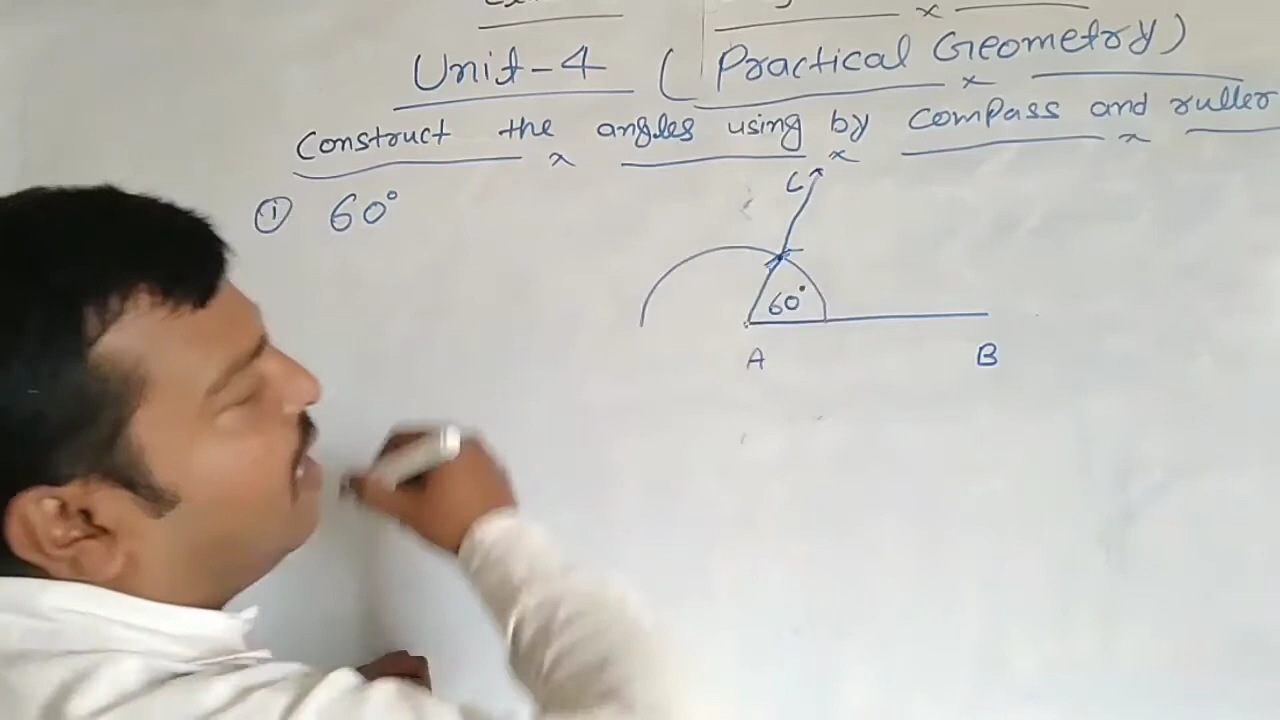 Unit-4 (Practical Geometry)
Construct the angles using by compass and ruller
① 60°
C
60°
A B